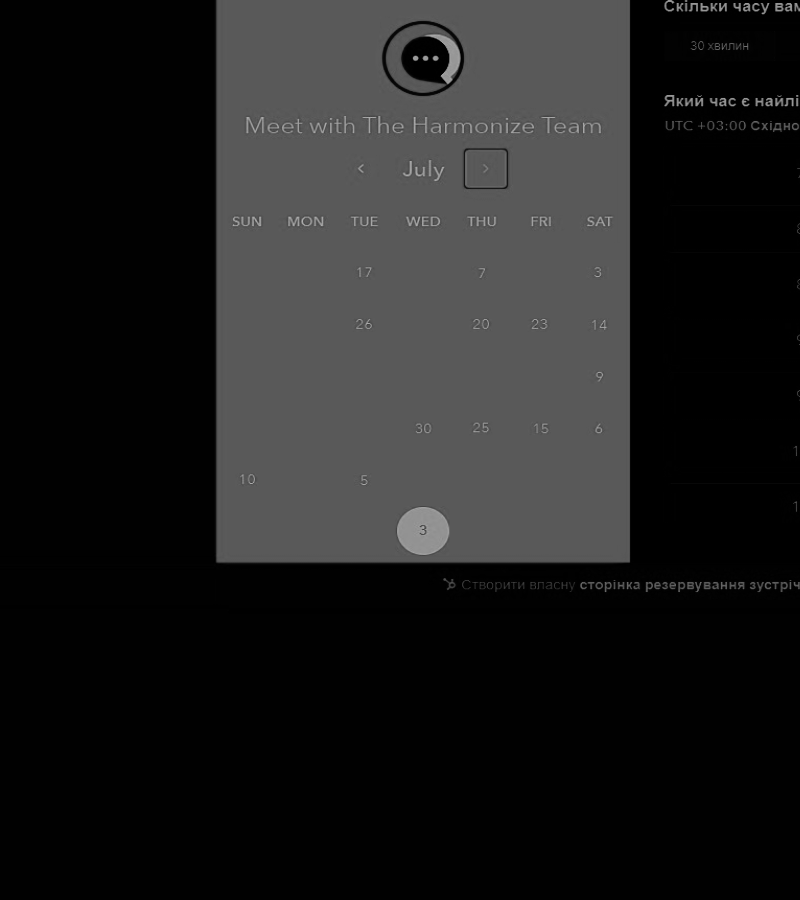 Скільки часу вам
30 хвилин
Який час є найлі
UTC +03:00 Східно
Meet with The Harmonize Team
July
SUN MON TUE WED THU FRI SAT
17 7 3
26 20 23 14
9
30 25 15 6
10 5
3
Створити власну сторінка резервування зустріч